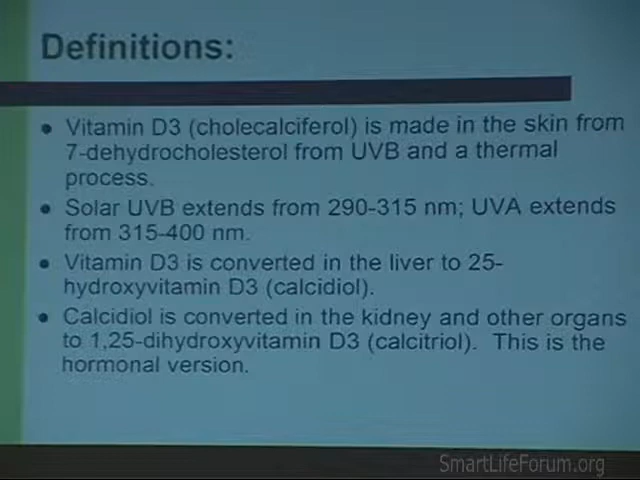 Definitions:
• Vitamin D3 (cholecalciferol) is made in the skin from
7-dehydrocholesterol from UVB and a thermal
process.
• Solar UVB extends from 290-315 nm; UVA extends
from 315-400 nm.
• Vitamin D3 is converted in the liver to 25-
hydroxyvitamin D3 (calcidiol).
• Calcidiol is converted in the kidney and other organs
to 1,25-dihydroxyvitamin D3 (calcitriol).  This is the
hormonal version.
SmartLifeForum.org